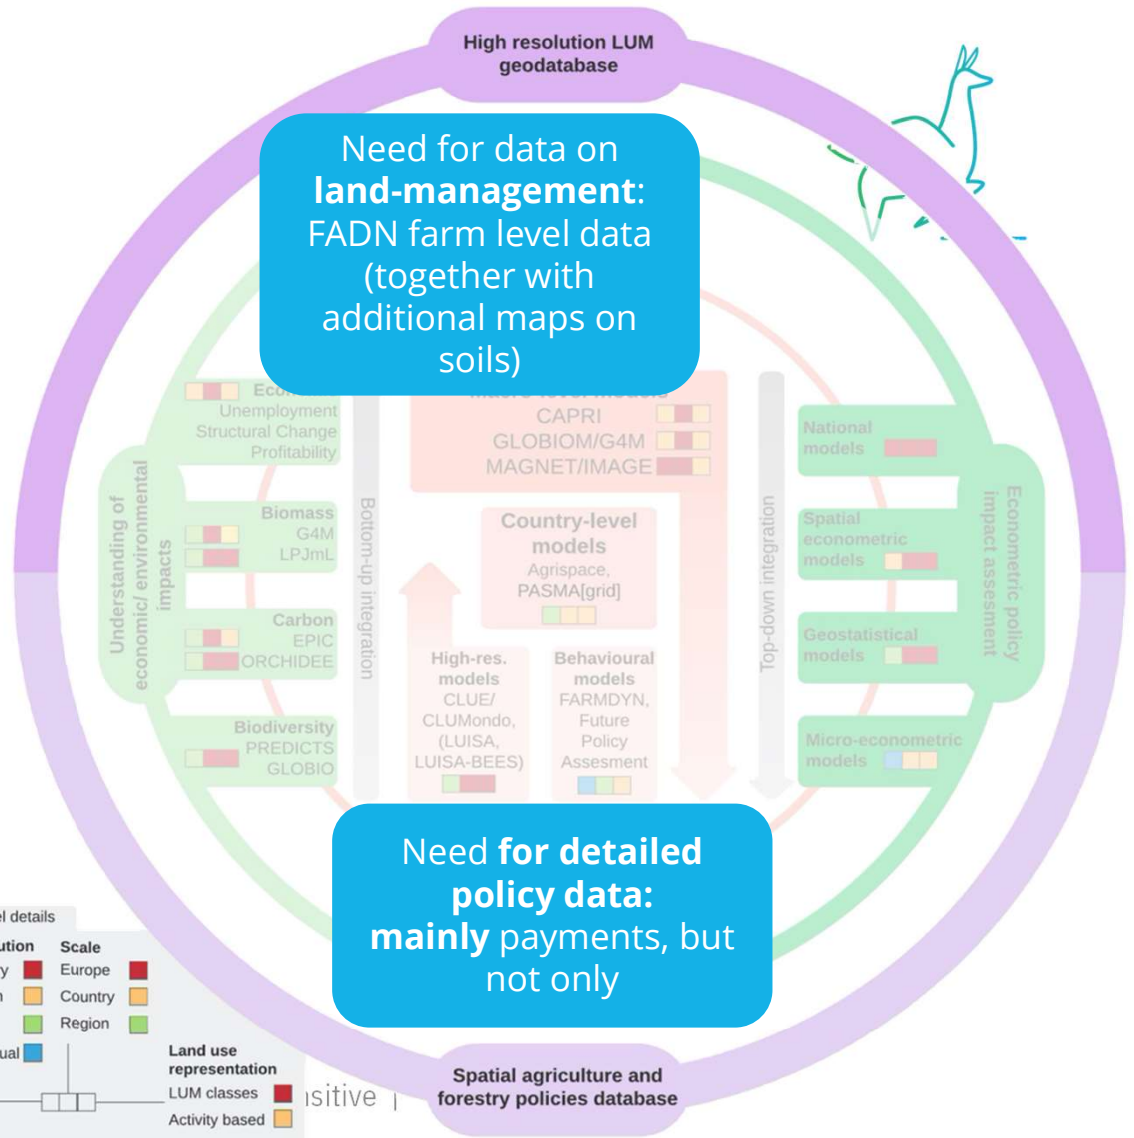 High resolution LUM
geodatabase
Need for data on
land-management:
FADN farm level data
(together with
additional maps on
soils)
Unemployment
Structural Change
Profitability
Biomass
G4M
LPJmL
Carbon
EPIC
ORCHIDEE
Biodiversity
PREDICTS
GLOBIO
Understanding of
economic/ environmental
impacts
Bottom-up integration
CAPRI
GLOBIOM/G4M
MAGNET/IMAGE
Country-level
models
Agrispace,
PASMA[grid]
High-res.
models
CLUE/
CLUMondo,
(LUISA,
LUISA-BEES)
Behavioural
models
FARMDYN,
Future
Policy
Assesment
Top-down integration
National
models
Spatial
econometric
models
Geostatistical
models
Micro-econometric
models
Econometric policy
impact assesment
Need for detailed
policy data:
mainly payments, but
not only
Spatial agriculture and
forestry policies database
details
Scale
Europe
Country
Region
Land use
representation
LUM classes
Activity based